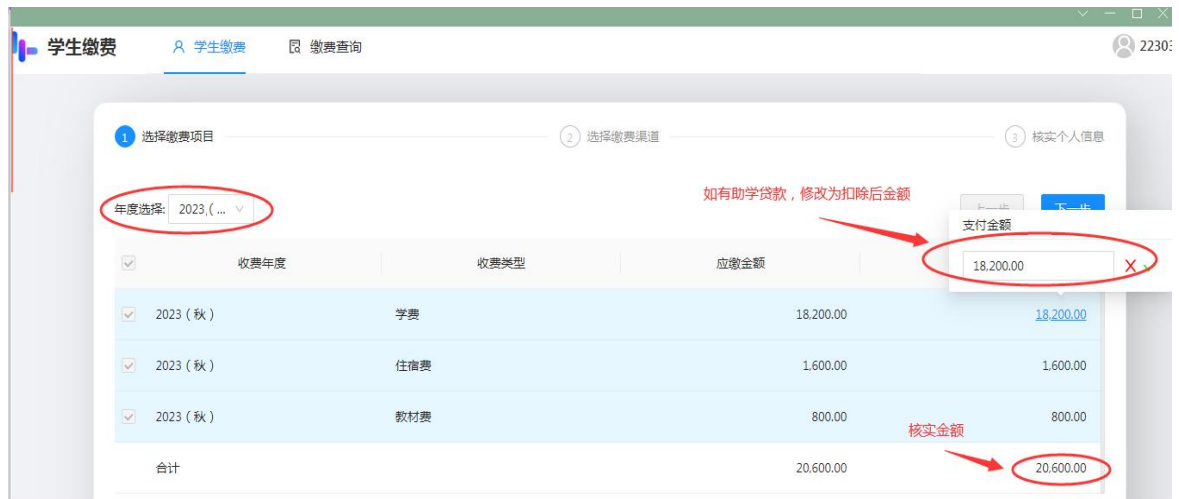 学生缴费
学生缴费
缴费查询
22303
1 选择缴费项目
2 选择缴费渠道
3 核实个人信息
年度选择: 2023,( ...
如有助学贷款，修改为扣除后金额
上一步
下一步
支付金额
18,200.00
收费年度 收费类型 应缴金额
2023（秋） 学费 18,200.00 18,200.00
2023（秋） 住宿费 1,600.00 1,600.00
2023（秋） 教材费 800.00 800.00
核实金额
合计 20,600.00 20,600.00